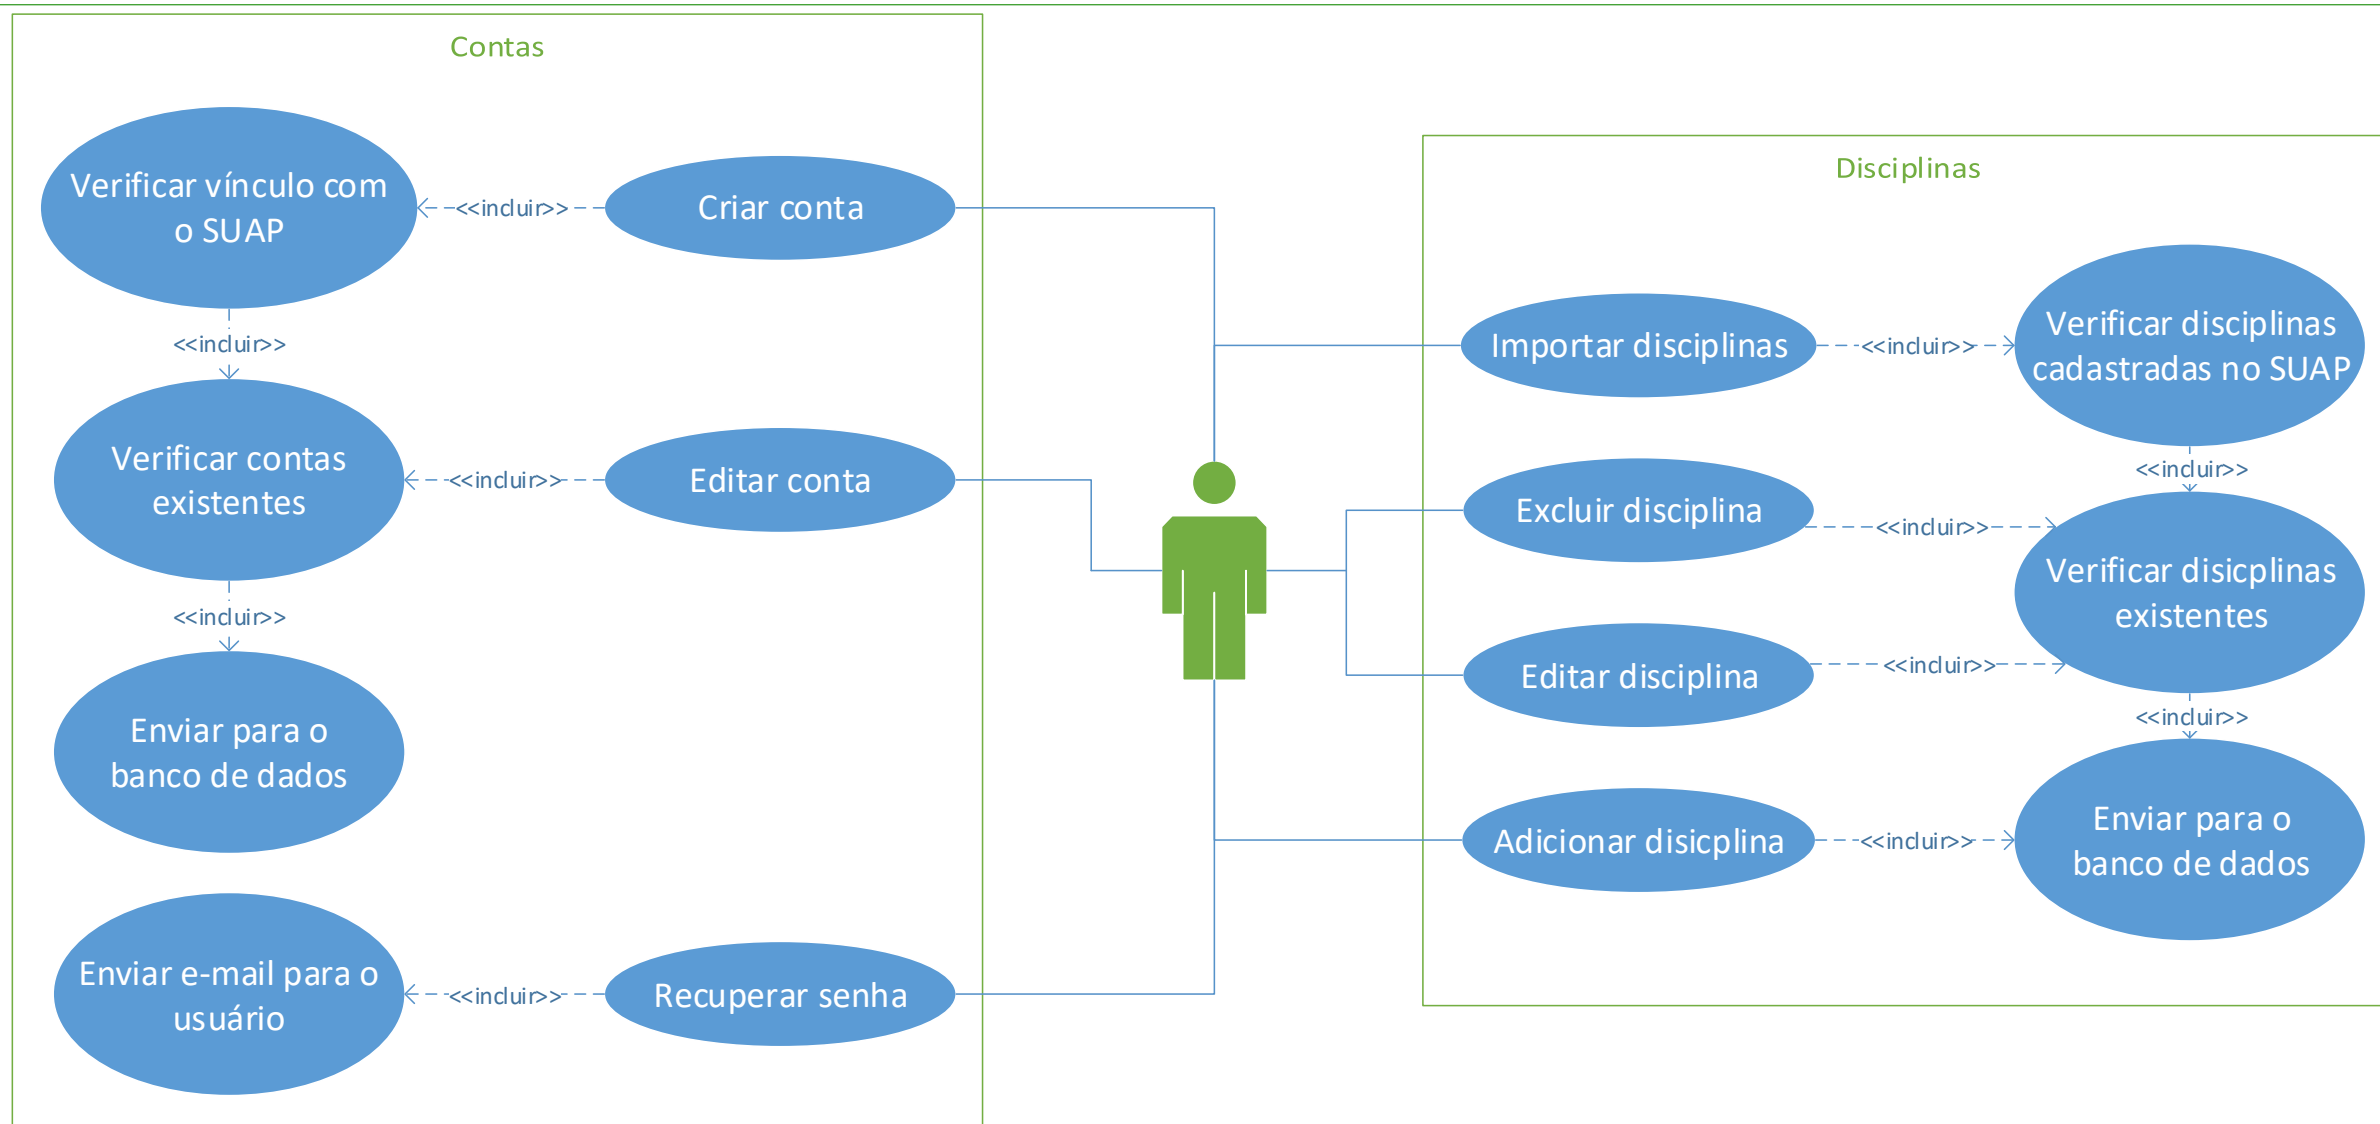 Contas
Verificar vínculo com
o SUAP
<<incluir>>
Criar conta
<<incluir>>
Verificar contas
existentes
<<incluir>>
Editar conta
<<incluir>>
Enviar para o
banco de dados
Enviar e-mail para o
usuário
<<incluir>>
Recuperar senha
Disciplinas
Importar disciplinas
<<incluir>>
Verificar disciplinas
cadastradas no SUAP
<<incluir>>
Excluir disciplina
<<incluir>>
Verificar disicplinas
existentes
Editar disciplina
<<incluir>>
<<incluir>>
Adicionar disicplina
<<incluir>>
Enviar para o
banco de dados